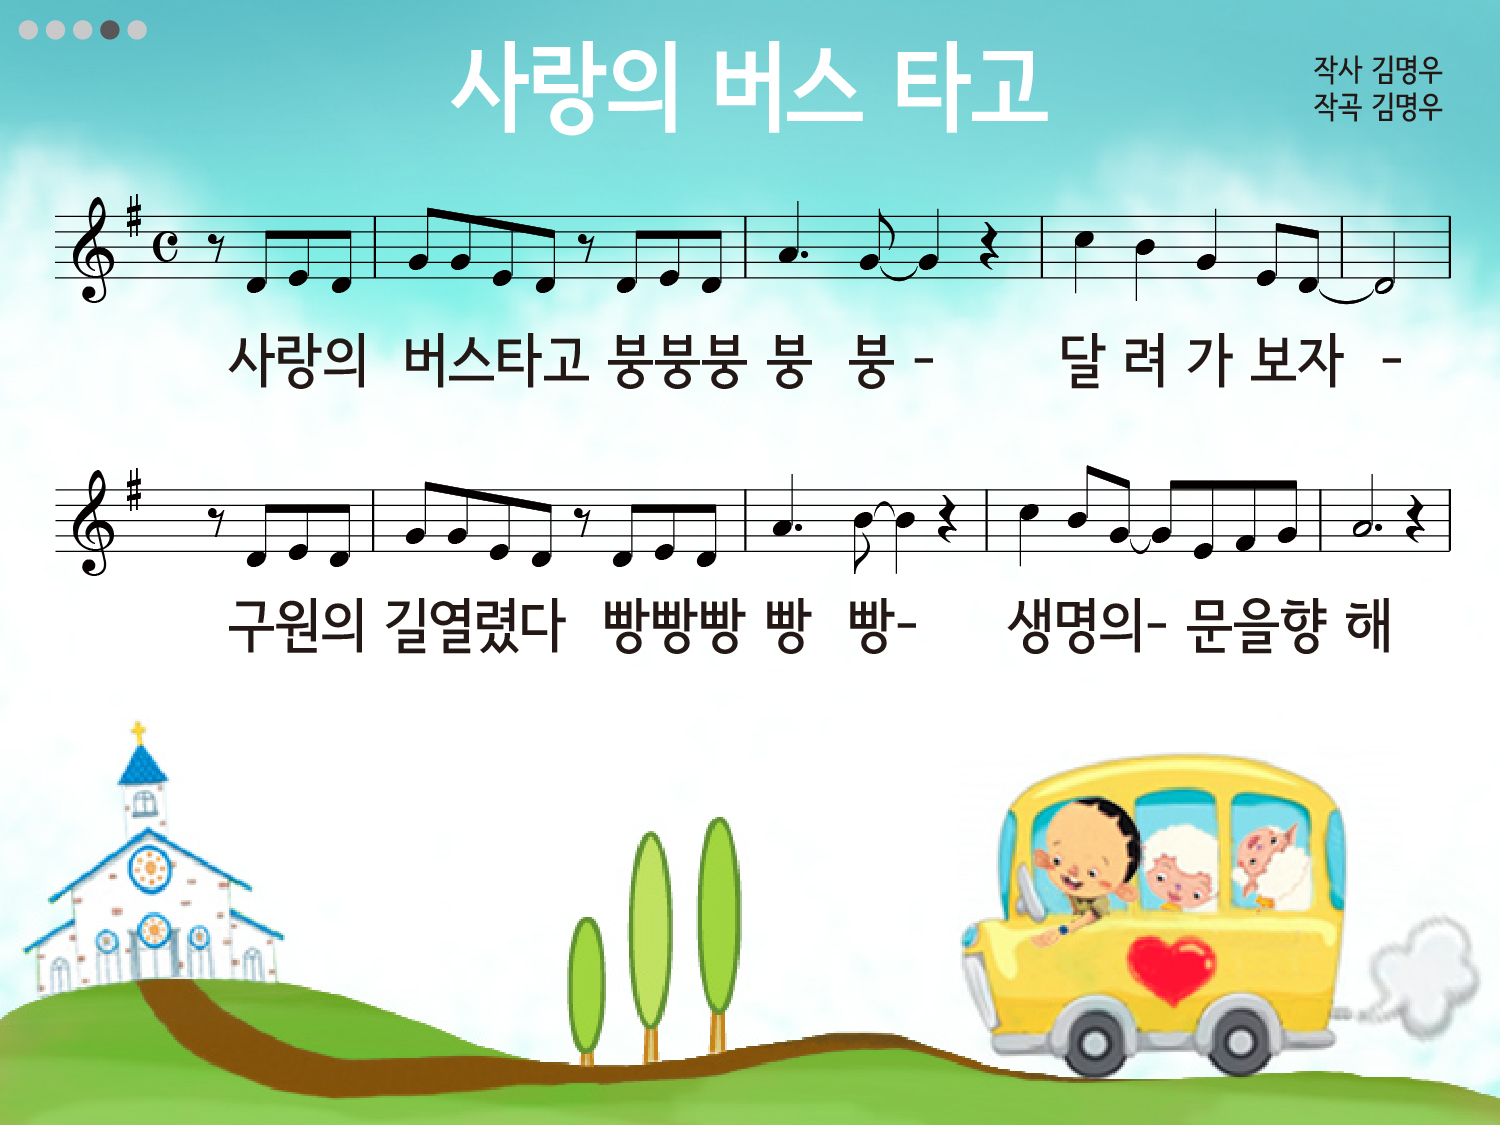 사랑의 버스 타고
작사 김명우
작곡 김명우
사랑의 버스타고 붕붕붕 붕 붕 - 달 려 가 보자 -
구원의 길열렸다 빵빵빵 빵 빵- 생명의- 문을향 해